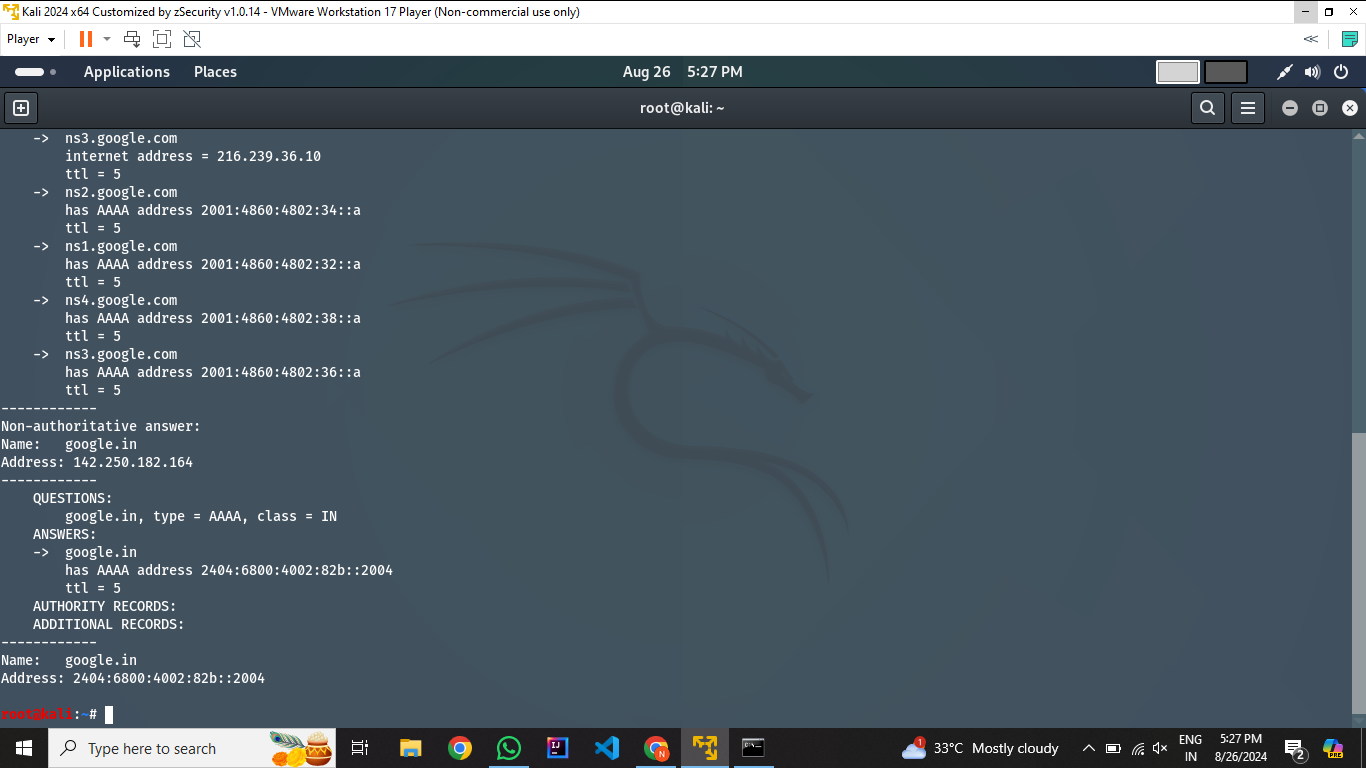 Kali 2024 x64 Customized by zSecurity v1.0.14 - VMware Workstation 17 Player (Non-commercial use only)
Player
Applications Places Aug 26 5:27 PM
root@kali: ~
-> ns3.google.com
internet address = 216.239.36.10
ttl = 5
-> ns2.google.com
has AAAA address 2001:4860:4802:34::a
ttl = 5
-> ns1.google.com
has AAAA address 2001:4860:4802:32::a
ttl = 5
-> ns4.google.com
has AAAA address 2001:4860:4802:38::a
ttl = 5
-> ns3.google.com
has AAAA address 2001:4860:4802:36::a
ttl = 5
------------
Non-authoritative answer:
Name: google.in
Address: 142.250.182.164
------------
QUESTIONS:
google.in, type = AAAA, class = IN
ANSWERS:
-> google.in
has AAAA address 2404:6800:4002:82b::2004
ttl = 5
AUTHORITY RECORDS:
ADDITIONAL RECORDS:
------------
Name: google.in
Address: 2404:6800:4002:82b::2004
root@kali:~#
Type here to search
N
1
33°C Mostly cloudy
ENG
IN
5:27 PM
8/26/2024
2
PRE